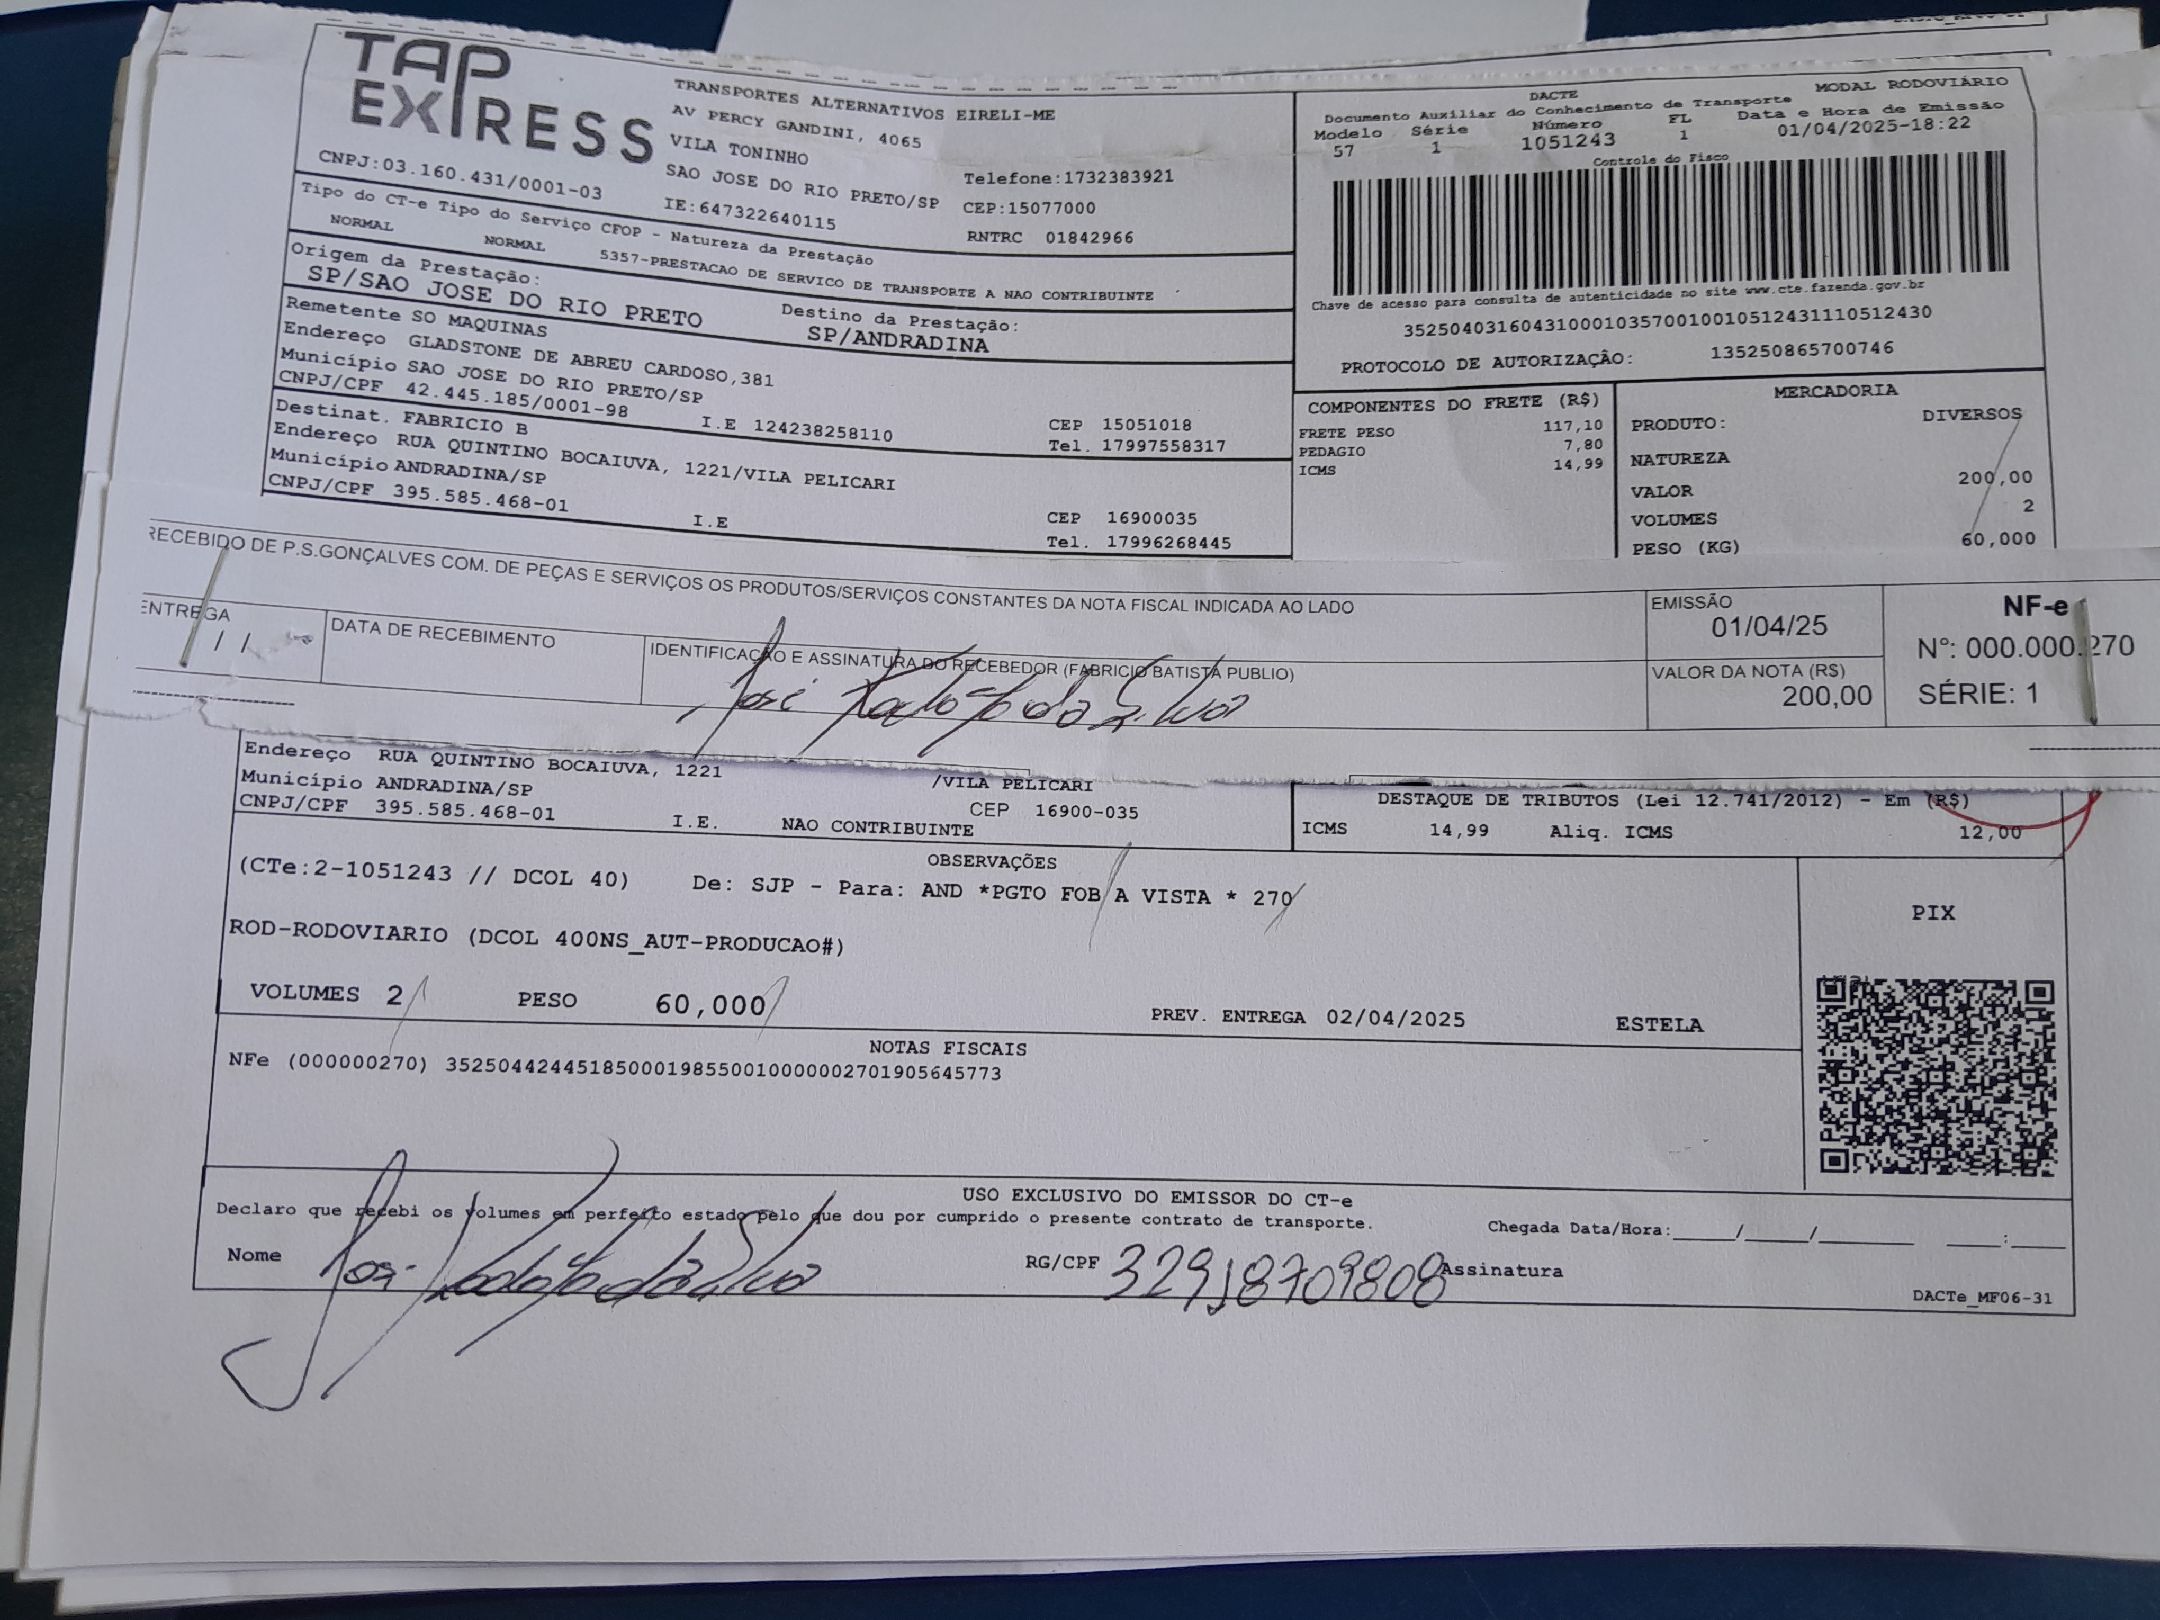 TAP
EXPRESS
TRANSPORTES ALTERNATIVOS EIRELI-ME
AV PERCY GANDINI, 4065
VILA TONINHO
SAO JOSE DO RIO PRETO/SP
CNPJ:03.160.431/0001-03
IE:647322640115
Telefone:1732383921
CEP:15077000
RNTRC 01842966
Tipo do CT-e Tipo do Serviço CFOP - Natureza da Prestação
NORMAL NORMAL 5357-PRESTACAO DE SERVICO DE TRANSPORTE A NAO CONTRIBUINTE
Origem da Prestação:
SP/SAO JOSE DO RIO PRETO
Destino da Prestação:
SP/ANDRADINA
Remetente SO MAQUINAS
Endereço GLADSTONE DE ABREU CARDOSO,381
Município SAO JOSE DO RIO PRETO/SP
CNPJ/CPF 42.445.185/0001-98 I.E 124238258110
CEP 15051018
Tel. 17997558317
Destinat. FABRICIO B
Endereço RUA QUINTINO BOCAIUVA, 1221/VILA PELICARI
Município ANDRADINA/SP
CNPJ/CPF 395.585.468-01 I.E
CEP 16900035
Tel. 17996268445
DACTE MODAL RODOVIÁRIO
Documento Auxiliar do Conhecimento de Transporte
Modelo Série Número FL Data e Hora de Emissão
57 1 1051243 1 01/04/2025-18:22
Controle do Fisco
Chave de acesso para consulta de autenticidade no site www.cte.fazenda.gov.br
35250403160431000103570010010512431110512430
PROTOCOLO DE AUTORIZAÇÃO: 135250865700746
COMPONENTES DO FRETE (R$)
FRETE PESO 117,10
PEDAGIO 7,80
ICMS 14,99
MERCADORIA
PRODUTO: DIVERSOS
NATUREZA
VALOR 200,00
VOLUMES 2
PESO (KG) 60,000
RECEBIDO DE P.S.GONÇALVES COM. DE PEÇAS E SERVIÇOS OS PRODUTOS/SERVIÇOS CONSTANTES DA NOTA FISCAL INDICADA AO LADO
ENTREGA
/ /
DATA DE RECEBIMENTO
IDENTIFICAÇÃO E ASSINATURA DO RECEBEDOR (FABRICIO BATISTA PUBLIO)
José da Silva
EMISSÃO
01/04/25
VALOR DA NOTA (R$)
200,00
NF-e
Nº: 000.000.270
SÉRIE: 1
Endereço RUA QUINTINO BOCAIUVA, 1221 /VILA PELICARI
Município ANDRADINA/SP CEP 16900-035
CNPJ/CPF 395.585.468-01 I.E. NAO CONTRIBUINTE
DESTAQUE DE TRIBUTOS (Lei 12.741/2012) - Em (R$)
ICMS 14,99 Aliq. ICMS 12,00
OBSERVAÇÕES
(CTe:2-1051243 // DCOL 40) De: SJP - Para: AND *PGTO FOB A VISTA * 270
ROD-RODOVIARIO (DCOL 400NS_AUT-PRODUCAO#)
VOLUMES 2 PESO 60,000 PREV. ENTREGA 02/04/2025 ESTELA
PIX
NOTAS FISCAIS
NFe (000000270) 35250442445185000198550010000002701905645773
USO EXCLUSIVO DO EMISSOR DO CT-e
Declaro que recebi os volumes em perfeito estado pelo que dou por cumprido o presente contrato de transporte.
Chegada Data/Hora:_____/_____/________ ____:____
Nome José da Silva RG/CPF 32918709808 Assinatura
DACTe_MF06-31